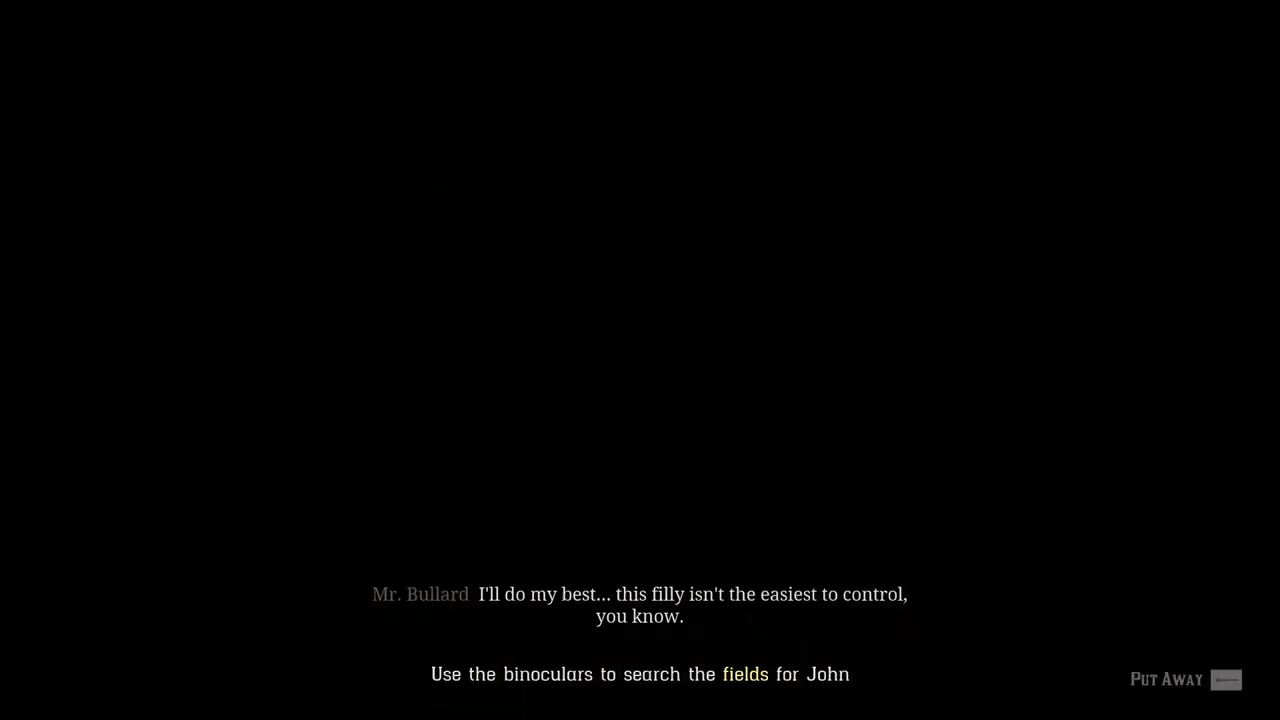 Mr. Bullard I'll do my best... this filly isn't the easiest to control,
you know.
Use the binoculars to search the fields for John
Put Away